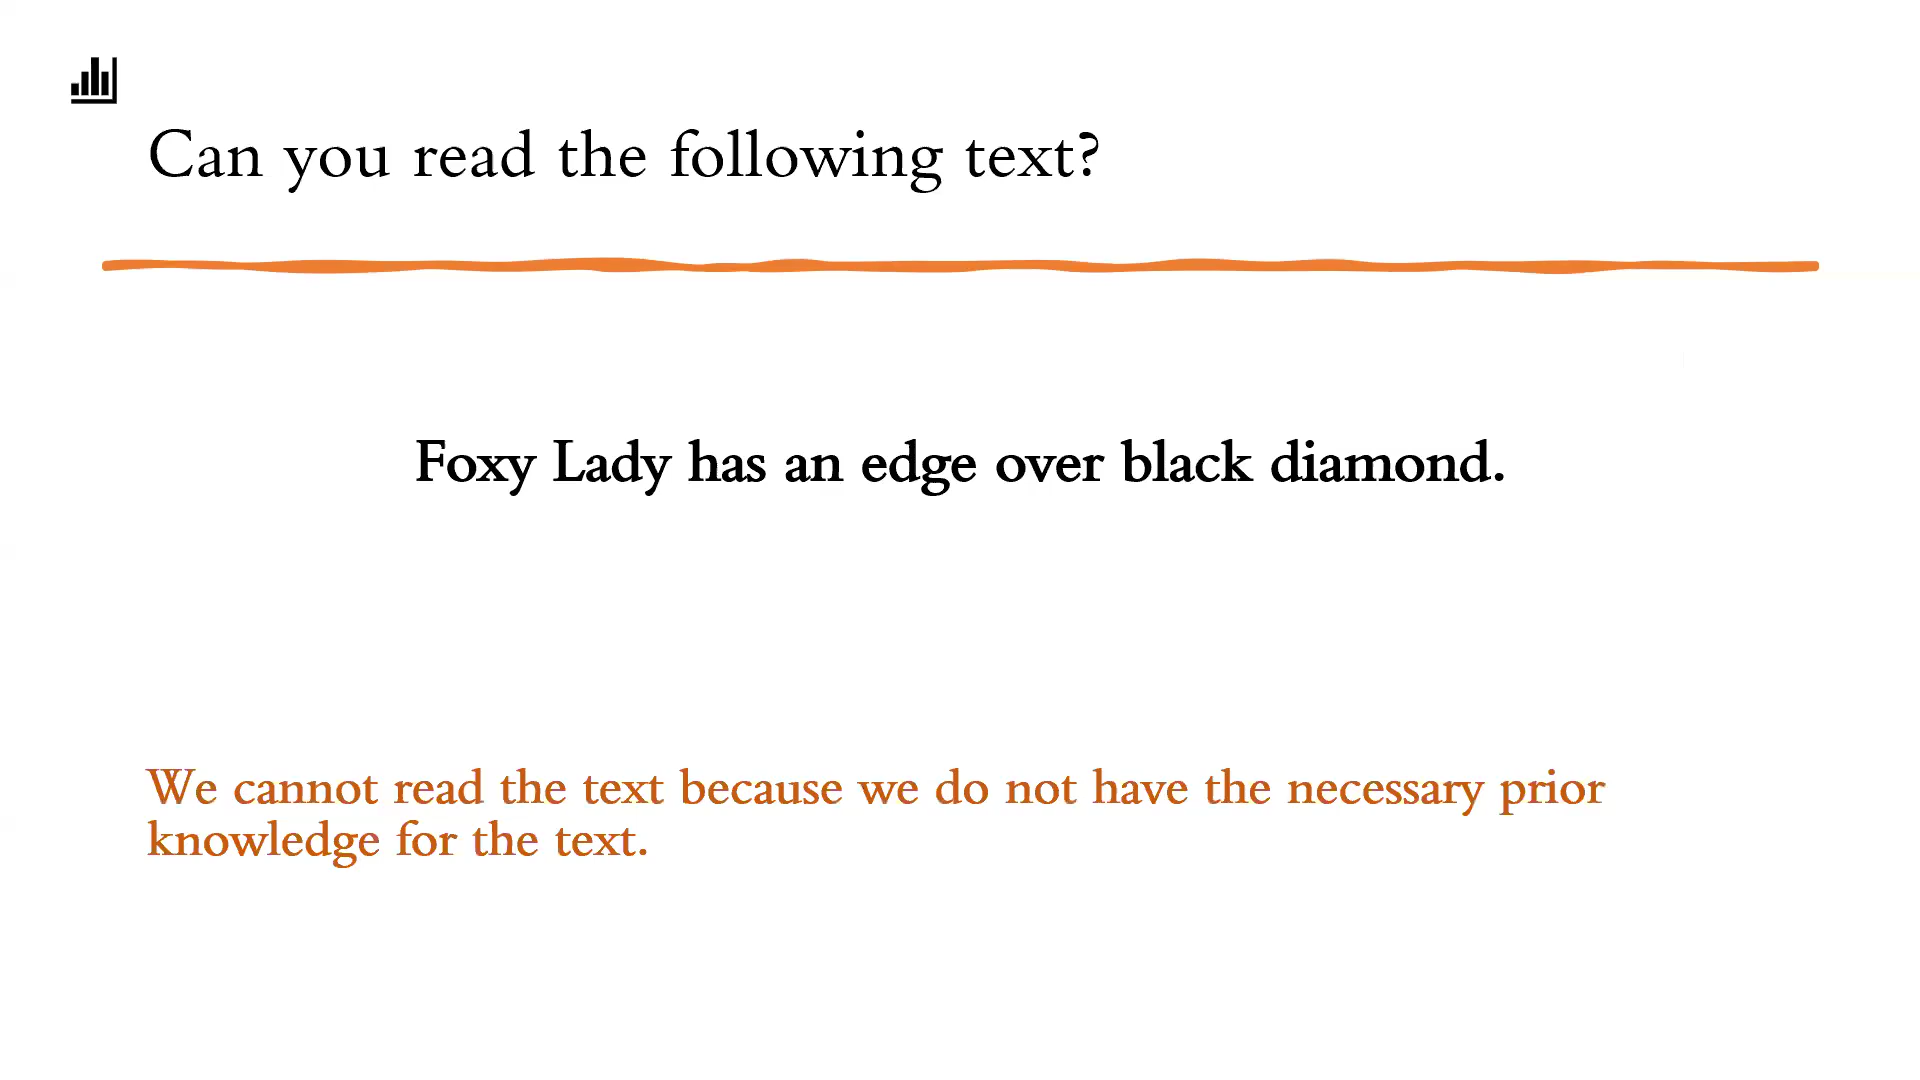 Can you read the following text?
Foxy Lady has an edge over black diamond.
We cannot read the text because we do not have the necessary prior
knowledge for the text.